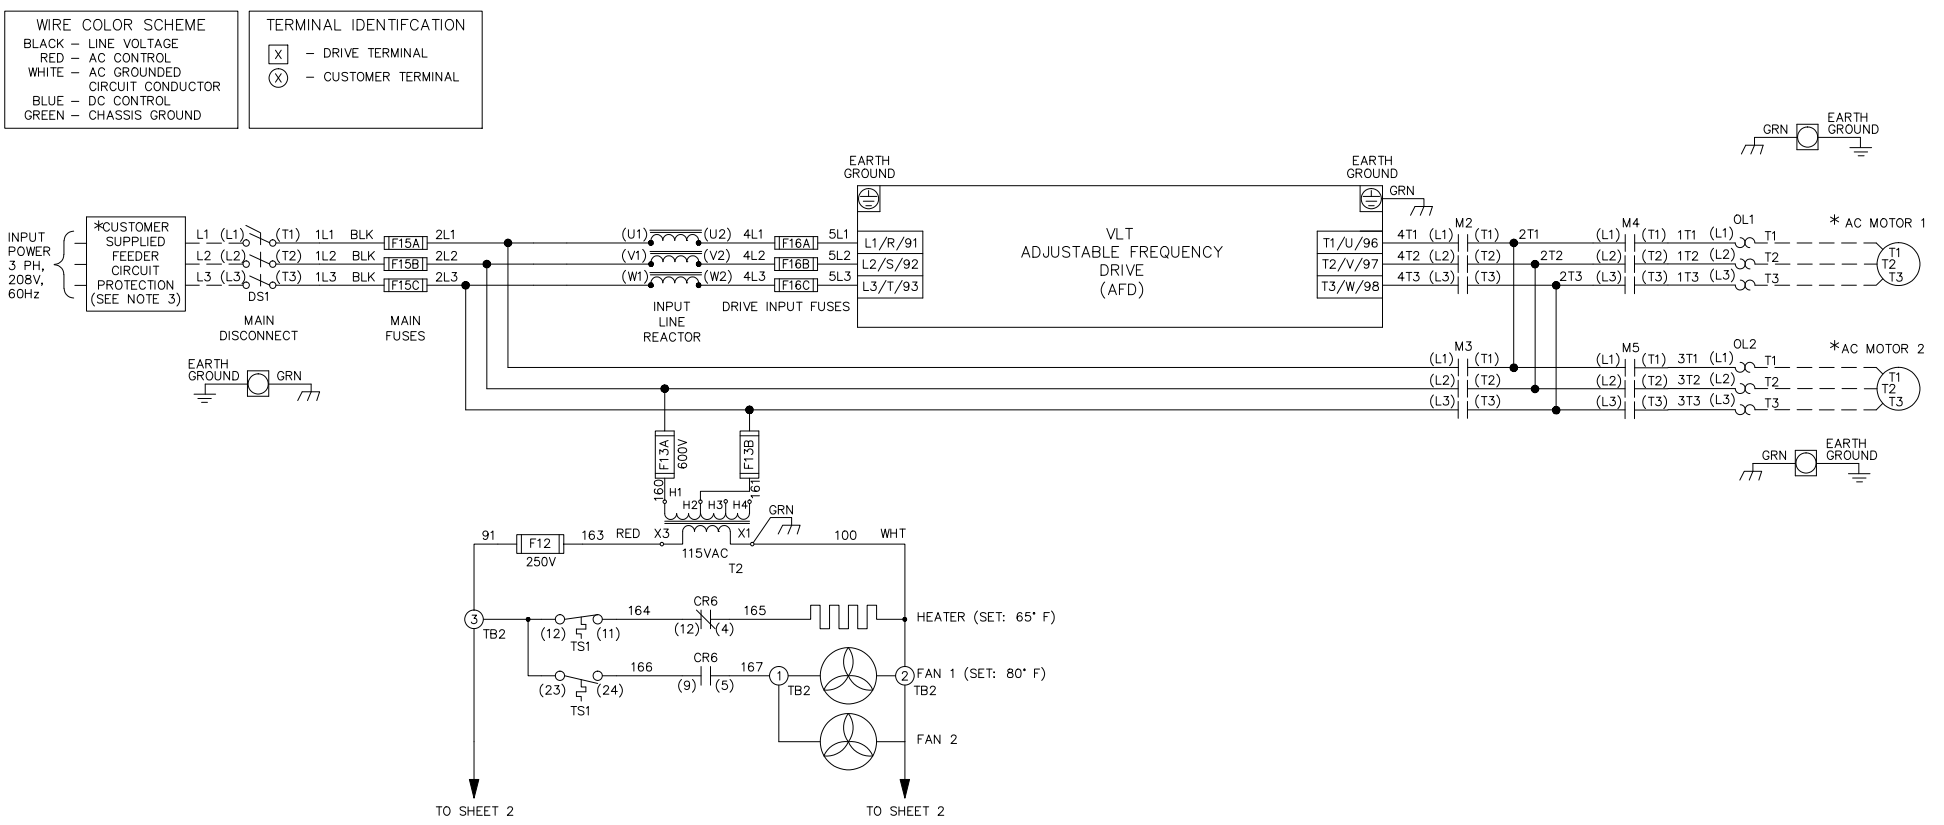 WIRE COLOR SCHEME
BLACK – LINE VOLTAGE
RED – AC CONTROL
WHITE – AC GROUNDED
CIRCUIT CONDUCTOR
BLUE – DC CONTROL
GREEN – CHASSIS GROUND
TERMINAL IDENTIFCATION
X – DRIVE TERMINAL
X – CUSTOMER TERMINAL
INPUT
POWER
3 PH,
208V,
60Hz
*CUSTOMER
SUPPLIED
FEEDER
CIRCUIT
PROTECTION
(SEE NOTE 3)
L1 (L1) (T1) 1L1 BLK F15A 2L1
L2 (L2) (T2) 1L2 BLK F15B 2L2
L3 (L3) (T3) 1L3 BLK F15C 2L3
DS1
MAIN
DISCONNECT
MAIN
FUSES
EARTH
GROUND GRN
(U1) (U2) 4L1 F16A 5L1
(V1) (V2) 4L2 F16B 5L2
(W1) (W2) 4L3 F16C 5L3
INPUT
LINE
REACTOR
DRIVE INPUT FUSES
EARTH
GROUND
L1/R/91
L2/S/92
L3/T/93
VLT
ADJUSTABLE FREQUENCY
DRIVE
(AFD)
EARTH
GROUND
GRN
T1/U/96
T2/V/97
T3/W/98
M2 M4 OL1
4T1 (L1) (T1) 2T1 (L1) (T1) 1T1 (L1) T1
4T2 (L2) (T2) 2T2 (L2) (T2) 1T2 (L2) T2
4T3 (L3) (T3) 2T3 (L3) (T3) 1T3 (L3) T3
* AC MOTOR 1
T1
T2
T3
GRN EARTH
GROUND
M3 M5 OL2
(L1) (T1) (L1) (T1) 3T1 (L1) T1
(L2) (T2) (L2) (T2) 3T2 (L2) T2
(L3) (T3) (L3) (T3) 3T3 (L3) T3
*AC MOTOR 2
T1
T2
T3
GRN EARTH
GROUND
F13A
600V
F13B
160
161
H1 H2 H3 H4
GRN
91 F12 163 RED X3 X1 100 WHT
250V
115VAC
T2
3
TB2
(12) (11) 164 CR6 165
TS1
(12) (4)
HEATER (SET: 65° F)
(23) (24) 166 CR6 167
TS1
(9) (5)
1
TB2
2
TB2
FAN 1 (SET: 80° F)
FAN 2
TO SHEET 2
TO SHEET 2